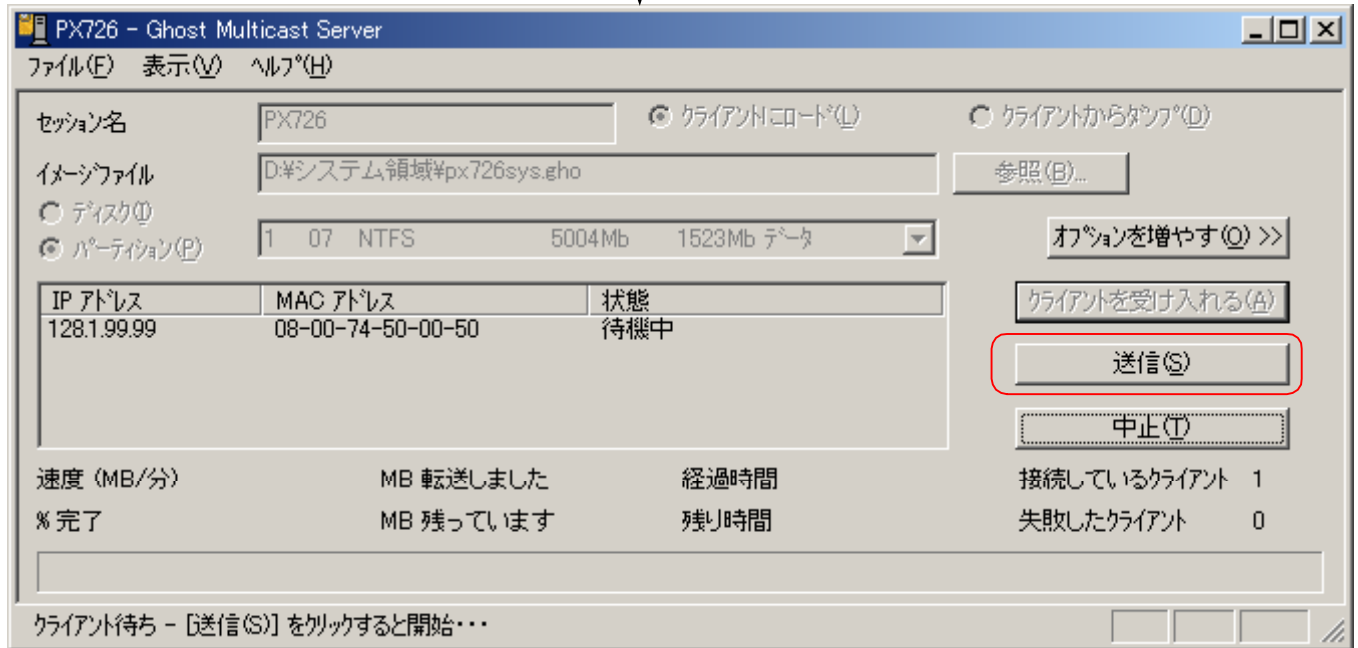 PX726 - Ghost Multicast Server
ファイル(F) 表示(V) ヘルプ(H)
セッション名 PX726 クライアントにロード(L) クライアントからダンプ(D)
イメージファイル D:¥システム領域¥px726sys.gho 参照(B)...
ディスク(I)
パーティション(P) 1 07 NTFS 5004Mb 1523Mb データ オプションを増やす(O) >>
IP アドレス MAC アドレス 状態 クライアントを受け入れる(A)
128.1.99.99 08-00-74-50-00-50 待機中
送信(S)
中止(T)
速度 (MB/分) MB 転送しました 経過時間 接続しているクライアント 1
% 完了 MB 残っています 残り時間 失敗したクライアント 0
クライアント待ち - [送信(S)] をクリックすると開始・・・